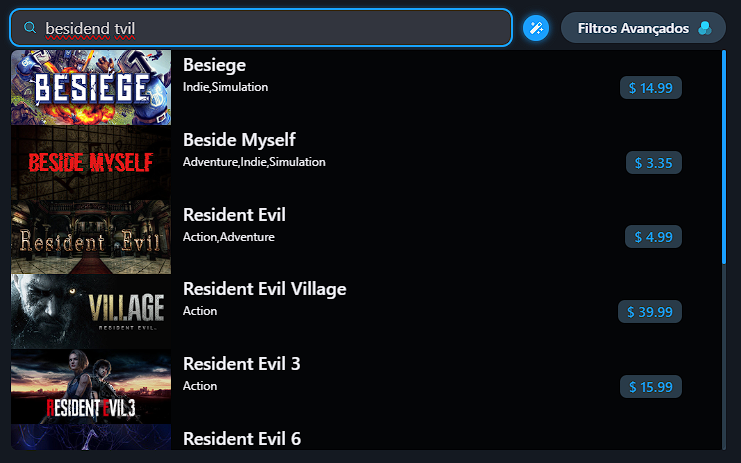 besidend tvil
Filtros Avançados
BESIEGE
Besiege
Indie,Simulation
$ 14.99
BESIDE MYSELF
Beside Myself
Adventure,Indie,Simulation
$ 3.35
Resident Evil
Resident Evil
Action,Adventure
$ 4.99
VILLAGE
RESIDENT EVIL.
Resident Evil Village
Action
$ 39.99
RESIDENT EVIL 3
Resident Evil 3
Action
$ 15.99
Resident Evil 6